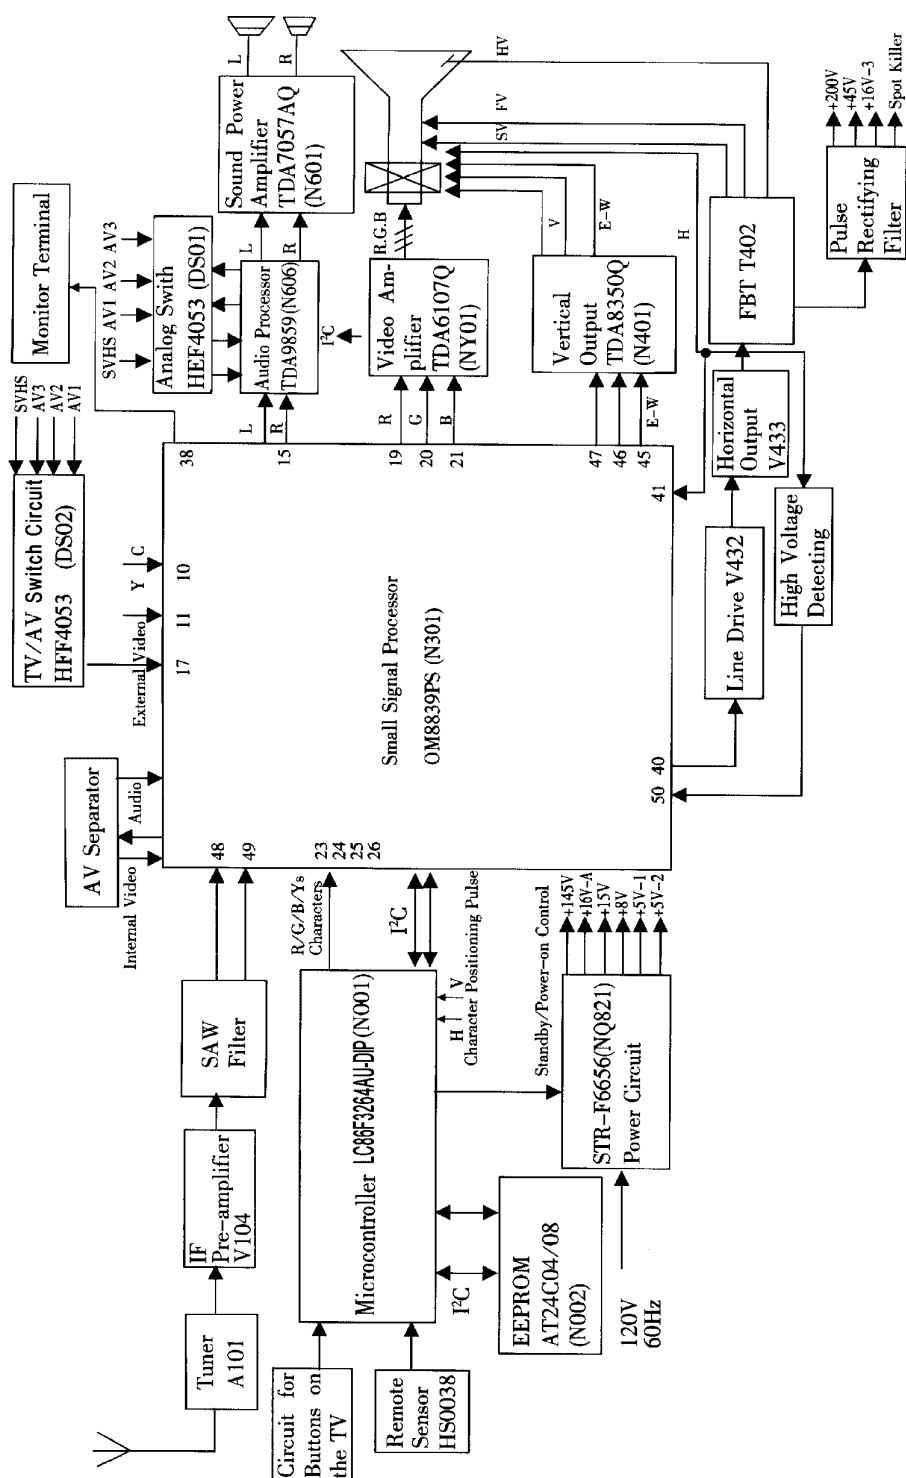 Tuner
A101
IF
Pre-amplifier
V104
SAW
Filter
AV Separator
Internal Video
Audio
TV/AV Switch Circuit
HFF4053 (DS02)
SVHS
AV3
AV2
AV1
External Video
Y
C
Monitor Terminal
SVHS
AV1
AV2
AV3
Analog Swith
HEF4053 (DS01)
Audio Processor
TDA9859(N606)
I²C
L
R
L
R
Sound Power
Amplifier
TDA7057AQ
(N601)
L
R
48
49
17
11
10
38
15
19
20
21
47
46
45
41
40
50
23
24
25
26
Small Signal Processor
OM8839PS (N301)
R
G
B
Video Am-
plifier
TDA6107Q
(NY01)
R.G.B
E-W
Vertical
Output
TDA8350Q
(N401)
V
E-W
H
SV
FV
HV
Circuit for
Buttons on
the TV
Remote
Sensor
HS0038
Microcontroller LC86F3264AU-DIP(N001)
R/G/B/Ys
Characters
I²C
H
V
Character Positioning Pulse
I²C
EEPROM
AT24C04/08
(N002)
Standby/Power-on Control
120V
60Hz
STR-F6656(NQ821)
Power Circuit
+145V
+16V-A
+15V
+8V
+5V-1
+5V-2
Line Drive V432
Horizontal
Output
V433
High Voltage
Detecting
FBT T402
Pulse
Rectifying
Filter
+200V
+45V
+16V-3
Spot Killer